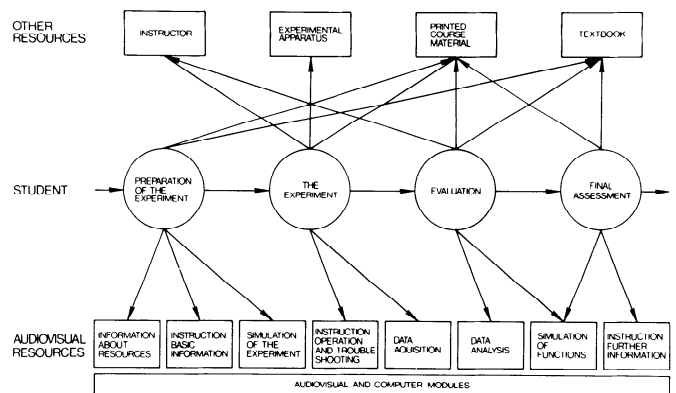 OTHER
RESOURCES
INSTRUCTOR
EXPERIMENTAL
APPARATUS
PRINTED
COURSE
MATERIAL
TEXTBOOK
STUDENT
PREPARATION
OF THE
EXPERIMENT
THE
EXPERIMENT
EVALUATION
FINAL
ASSESSMENT
AUDIOVISUAL
RESOURCES
INFORMATION
ABOUT
RESOURCES
INSTRUCTION
BASIC
INFORMATION
SIMULATION
OF THE
EXPERIMENT
INSTRUCTION
OPERATION
AND TROUBLE
SHOOTING
DATA
AQUISITION
DATA
ANALYSIS
SIMULATION
OF
FUNCTIONS
INSTRUCTION
FURTHER
INFORMATION
AUDIOVISUAL AND COMPUTER MODULES